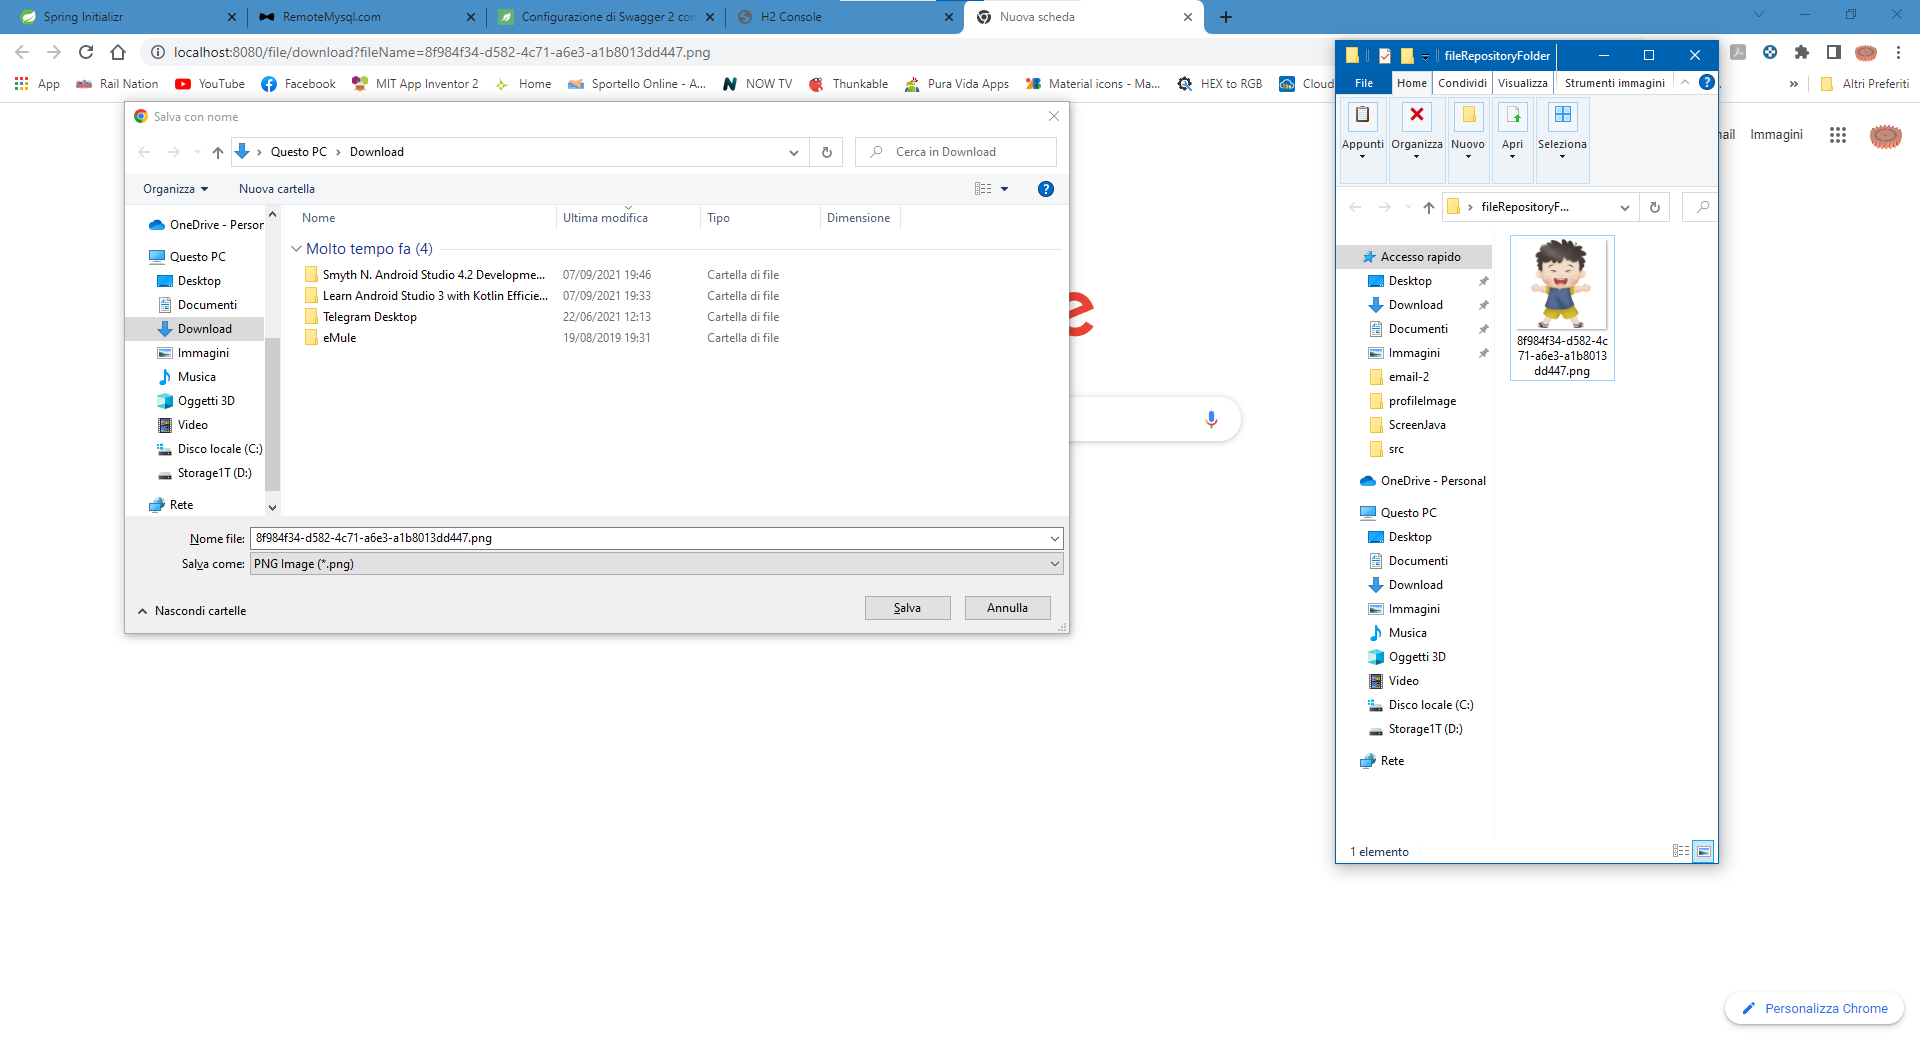 Spring Initializr
RemoteMysql.com
Configurazione di Swagger 2 con
H2 Console
Nuova scheda
localhost:8080/file/download?fileName=8f984f34-d582-4c71-a6e3-a1b8013dd447.png
App
Rail Nation
YouTube
Facebook
MIT App Inventor 2
Home
Sportello Online - A...
NOW TV
Thunkable
Pura Vida Apps
Material icons - Ma...
HEX to RGB
Cloud
»
Altri Preferiti
Immagini
Salva con nome
Questo PC > Download
Cerca in Download
Organizza
Nuova cartella
OneDrive - Person
Questo PC
Desktop
Documenti
Download
Immagini
Musica
Oggetti 3D
Video
Disco locale (C:)
Storage1T (D:)
Rete
Nome Ultima modifica Tipo Dimensione
Molto tempo fa (4)
Smyth N. Android Studio 4.2 Developme... 07/09/2021 19:46 Cartella di file
Learn Android Studio 3 with Kotlin Efficie... 07/09/2021 19:33 Cartella di file
Telegram Desktop 22/06/2021 12:13 Cartella di file
eMule 19/08/2019 19:31 Cartella di file
Nome file: 8f984f34-d582-4c71-a6e3-a1b8013dd447.png
Salva come: PNG Image (*.png)
Nascondi cartelle
Salva
Annulla
e
fileRepositoryFolder
File
Home
Condividi
Visualizza
Strumenti immagini
Appunti
Organizza
Nuovo
Apri
Seleziona
fileRepositoryF...
Accesso rapido
Desktop
Download
Documenti
Immagini
email-2
profileImage
ScreenJava
src
OneDrive - Personal
Questo PC
Desktop
Documenti
Download
Immagini
Musica
Oggetti 3D
Video
Disco locale (C:)
Storage1T (D:)
Rete
8f984f34-d582-4c
71-a6e3-a1b8013
dd447.png
1 elemento
Personalizza Chrome